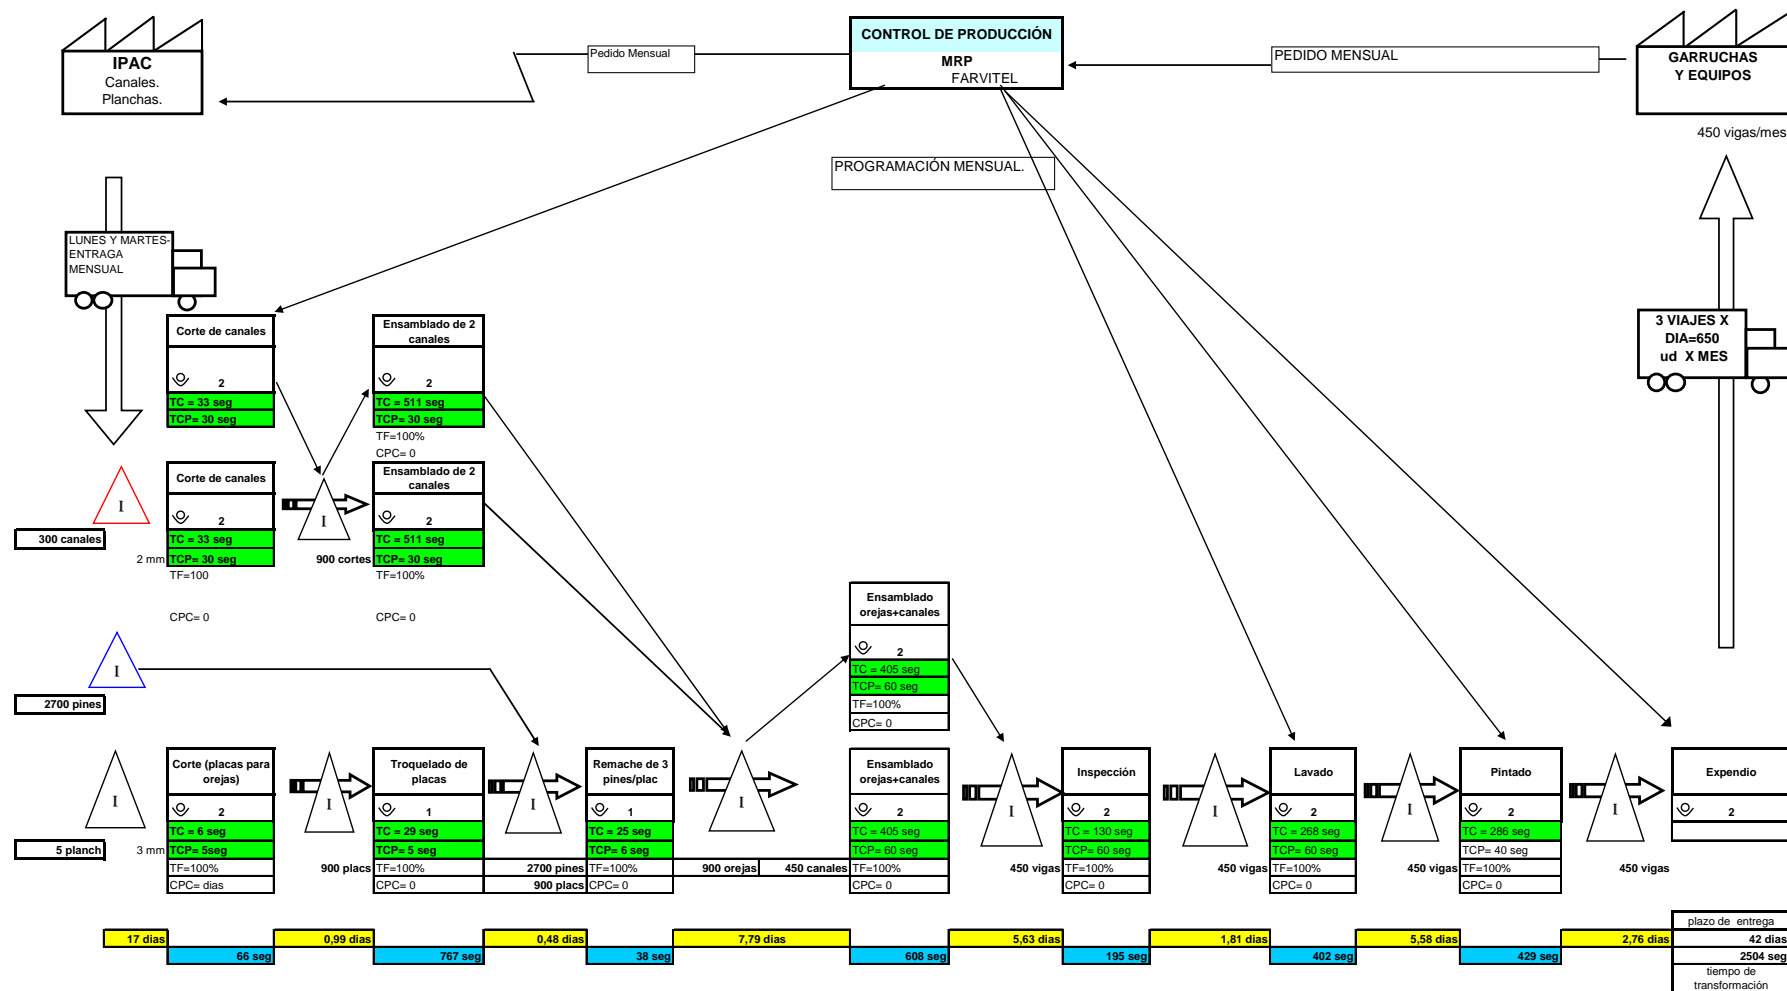 IPAC
Canales.
Planchas.
Pedido Mensual
CONTROL DE PRODUCCIÓN
MRP
FARVITEL
PEDIDO MENSUAL
GARRUCHAS
Y EQUIPOS
450 vigas/mes
PROGRAMACIÓN MENSUAL.
LUNES Y MARTES-
ENTRAGA
MENSUAL
3 VIAJES X
DIA=650
ud X MES
Corte de canales
2
TC = 33 seg
TCP= 30 seg
Ensamblado de 2
canales
2
TC = 511 seg
TCP= 30 seg
TF=100%
CPC= 0
I
300 canales
2 mm
Corte de canales
2
TC = 33 seg
TCP= 30 seg
TF=100
CPC= 0
I
900 cortes
Ensamblado de 2
canales
2
TC = 511 seg
TCP= 30 seg
TF=100%
CPC= 0
I
2700 pines
Ensamblado
orejas+canales
2
TC = 405 seg
TCP= 60 seg
TF=100%
CPC= 0
I
5 planch
3 mm
Corte (placas para
orejas)
2
TC = 6 seg
TCP= 5seg
TF=100%
CPC= dias
I
900 placs
Troquelado de
placas
1
TC = 29 seg
TCP= 5 seg
TF=100%
CPC= 0
I
2700 pines
900 placs
Remache de 3
pines/plac
1
TC = 25 seg
TCP= 6 seg
TF=100%
CPC= 0
I
900 orejas
450 canales
Ensamblado
orejas+canales
2
TC = 405 seg
TCP= 60 seg
TF=100%
CPC= 0
I
450 vigas
Inspección
2
TC = 130 seg
TCP= 60 seg
TF=100%
CPC= 0
I
450 vigas
Lavado
2
TC = 268 seg
TCP= 60 seg
TF=100%
CPC= 0
I
450 vigas
Pintado
2
TC = 286 seg
TCP= 40 seg
TF=100%
CPC= 0
I
450 vigas
Expendio
2
17 dias
0,99 dias
0,48 dias
7,79 dias
5,63 dias
1,81 dias
5,58 dias
2,76 dias
66 seg
767 seg
38 seg
608 seg
195 seg
402 seg
429 seg
plazo de entrega
42 dias
2504 seg
tiempo de
transformación